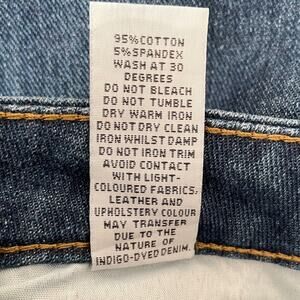 95%COTTON
5%SPANDEX
WASH AT 30
DEGREES
DO NOT BLEACH
DO NOT TUMBLE
DRY WARM IRON
DO NOT DRY CLEAN
IRON WHILST DAMP
DO NOT IRON TRIM
AVOID CONTACT
WITH LIGHT-
COLOURED FABRICS,
LEATHER AND
UPHOLSTERY COLOUR
MAY TRANSFER
DUE TO THE
NATURE OF
INDIGO-DYED DENIM.